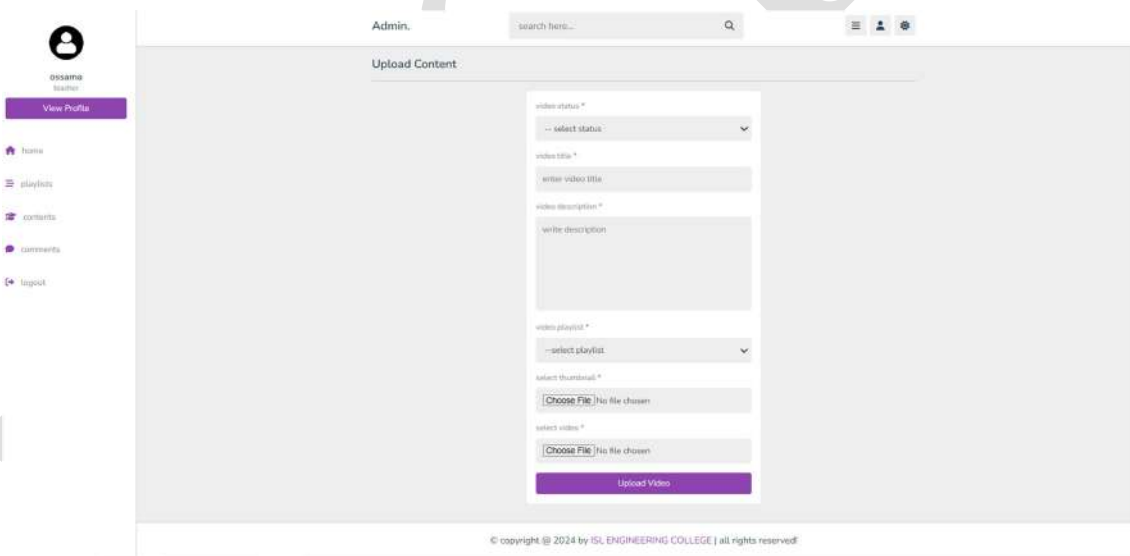 Admin.
search here...
ossama
teacher
View Profile
home
playlists
contents
comments
logout
Upload Content
video status *
-- select status
video title *
enter video title
video description *
write description
video playlist *
--select playlist
select thumbnail *
Choose File No file chosen
select video *
Choose File No file chosen
Upload Video
© copyright @ 2024 by ISL ENGINEERING COLLEGE | all rights reserved!